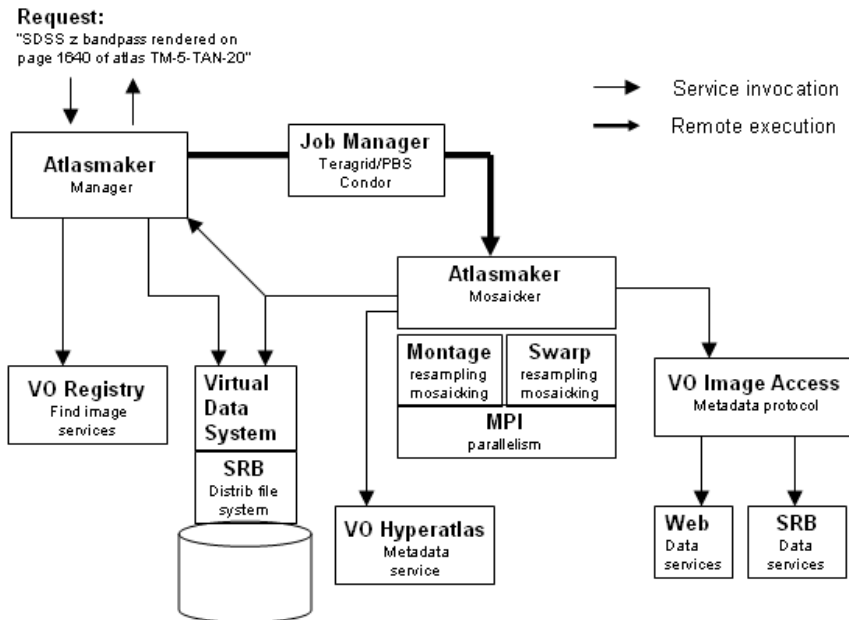 Request:
"SDSS z bandpass rendered on
page 1640 of atlas TM-5-TAN-20"
Service invocation
Remote execution
Atlasmaker
Manager
Job Manager
Teragrid/PBS
Condor
Atlasmaker
Mosaicker
Montage
resampling
mosaicking
Swarp
resampling
mosaicking
MPI
parallelism
VO Registry
Find image
services
Virtual
Data
System
SRB
Distrib file
system
VO Image Access
Metadata protocol
VO Hyperatlas
Metadata
service
Web
Data
services
SRB
Data
services